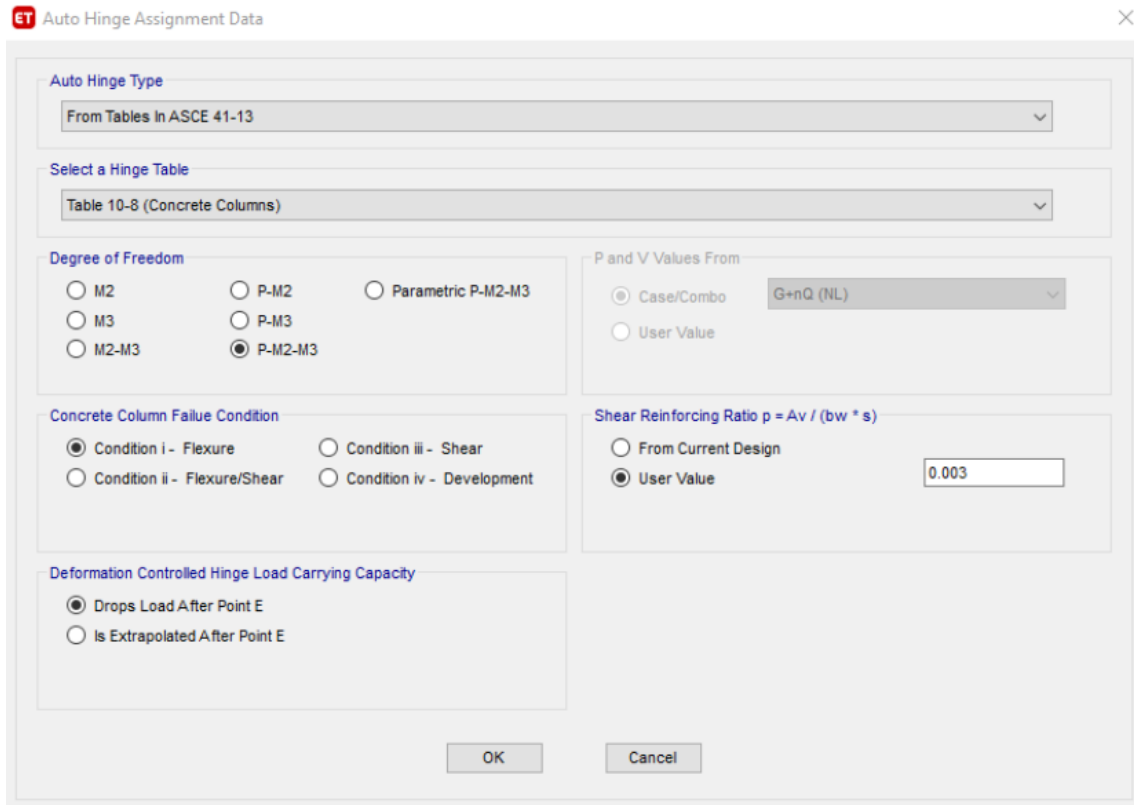 ET Auto Hinge Assignment Data
Auto Hinge Type
From Tables In ASCE 41-13
Select a Hinge Table
Table 10-8 (Concrete Columns)
Degree of Freedom
M2 P-M2 Parametric P-M2-M3
M3 P-M3
M2-M3 P-M2-M3
P and V Values From
Case/Combo G+nQ (NL)
User Value
Concrete Column Failue Condition
Condition i - Flexure Condition iii - Shear
Condition ii - Flexure/Shear Condition iv - Development
Shear Reinforcing Ratio p = Av / (bw * s)
From Current Design
User Value 0.003
Deformation Controlled Hinge Load Carrying Capacity
Drops Load After Point E
Is Extrapolated After Point E
OK Cancel